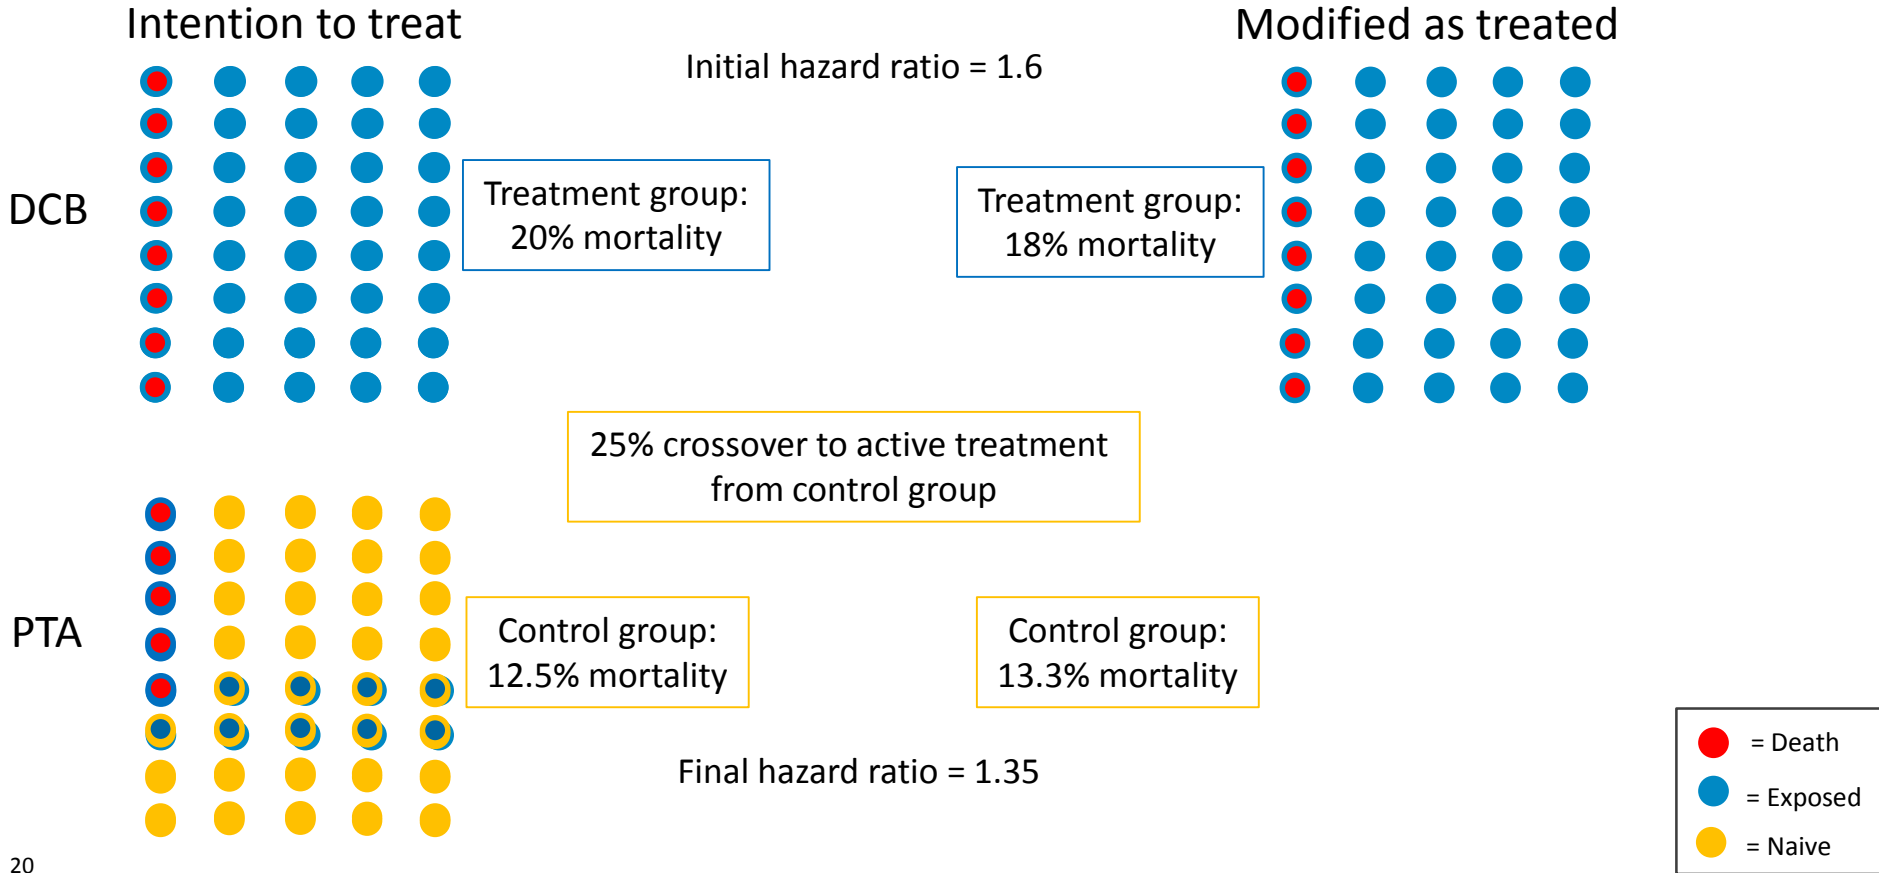 Intention to treat
Modified as treated
Initial hazard ratio = 1.6
DCB
Treatment group:
20% mortality
Treatment group:
18% mortality
25% crossover to active treatment
from control group
PTA
Control group:
12.5% mortality
Control group:
13.3% mortality
Final hazard ratio = 1.35
= Death
= Exposed
= Naive
20